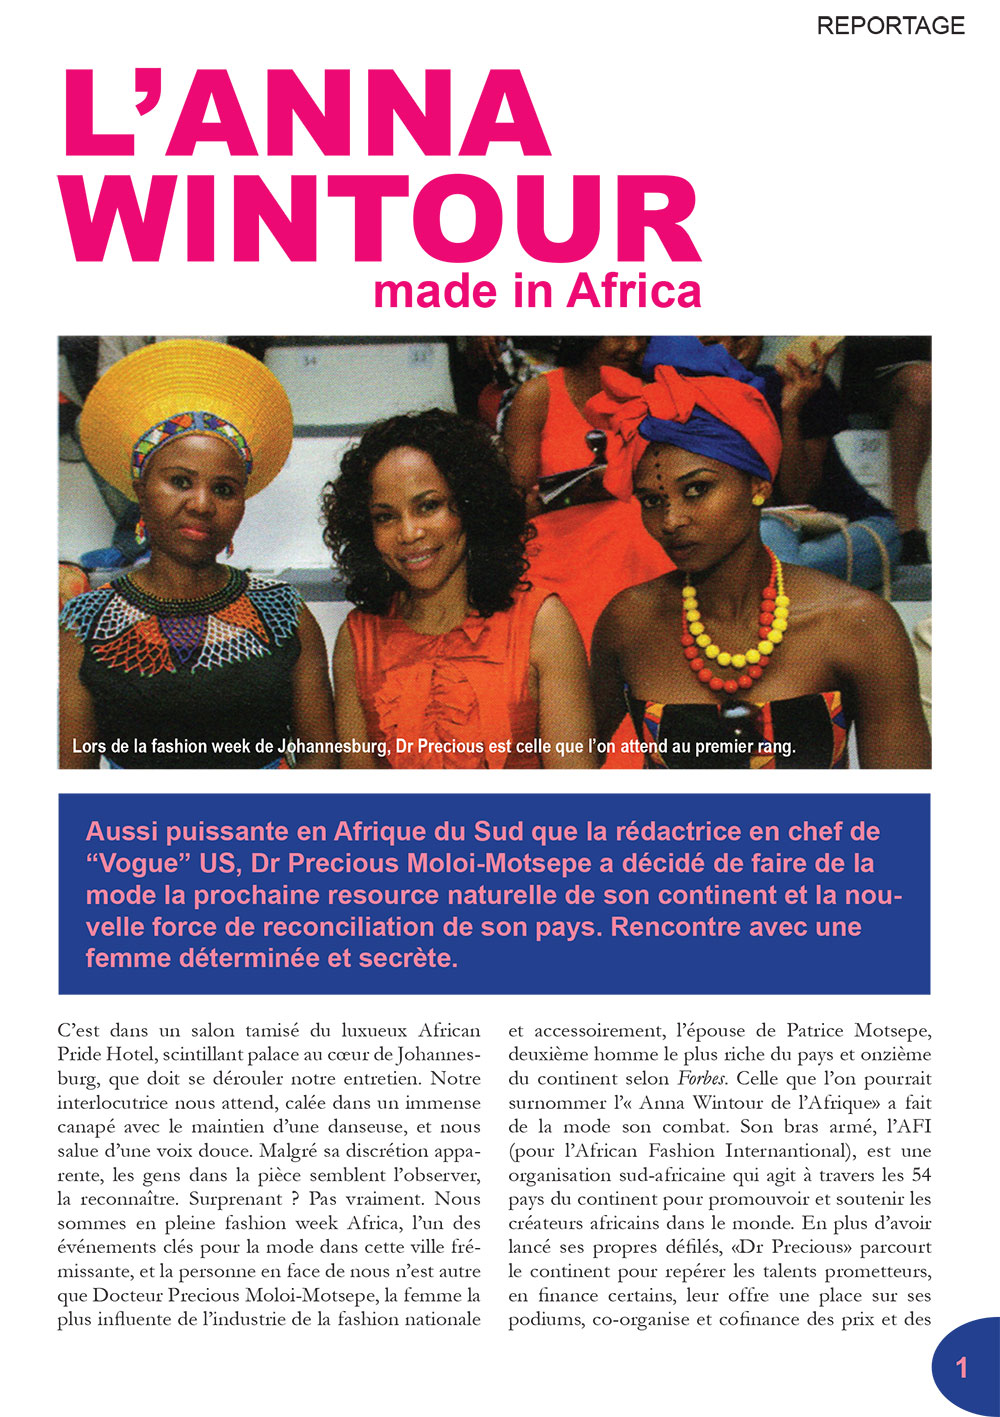 REPORTAGE
L’ANNA
WINTOUR
made in Africa
34
33
Lors de la fashion week de Johannesburg, Dr Precious est celle que l’on attend au premier rang.
Aussi puissante en Afrique du Sud que la rédactrice en chef de
“Vogue” US, Dr Precious Moloi-Motsepe a décidé de faire de la
mode la prochaine resource naturelle de son continent et la nou-
velle force de reconciliation de son pays. Rencontre avec une
femme déterminée et secrète.
C’est dans un salon tamisé du luxueux African
Pride Hotel, scintillant palace au cœur de Johannes-
burg, que doit se dérouler notre entretien. Notre
interlocutrice nous attend, calée dans un immense
canapé avec le maintien d’une danseuse, et nous
salue d’une voix douce. Malgré sa discrétion appa-
rente, les gens dans la pièce semblent l’observer,
la reconnaître. Surprenant ? Pas vraiment. Nous
sommes en pleine fashion week Africa, l’un des
événements clés pour la mode dans cette ville fré-
missante, et la personne en face de nous n’est autre
que Docteur Precious Moloi-Motsepe, la femme la
plus influente de l’industrie de la fashion nationale
et accessoirement, l’épouse de Patrice Motsepe,
deuxième homme le plus riche du pays et onzième
du continent selon Forbes. Celle que l’on pourrait
surnommer l’« Anna Wintour de l’Afrique» a fait
de la mode son combat. Son bras armé, l’AFI
(pour l’African Fashion Internantional), est une
organisation sud-africaine qui agit à travers les 54
pays du continent pour promouvoir et soutenir les
créateurs africains dans le monde. En plus d’avoir
lancé ses propres défilés, «Dr Precious» parcourt
le continent pour repérer les talents prometteurs,
en finance certains, leur offre une place sur ses
podiums, co-organise et cofinance des prix et des
1